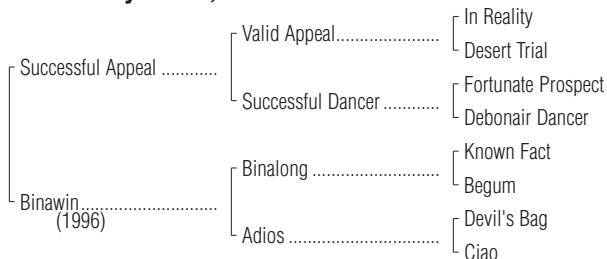 In Reality
Valid Appeal
Desert Trial
Successful Appeal
Fortunate Prospect
Successful Dancer
Debonair Dancer
Known Fact
Binalong
Begum
Binawin
(1996)
Devil's Bag
Adios
Ciao